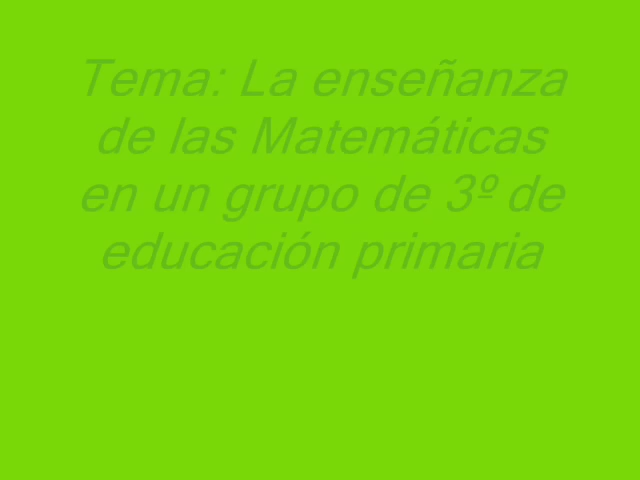 Tema: La enseñanza
de las Matemáticas
en un grupo de 3º de
educación primaria